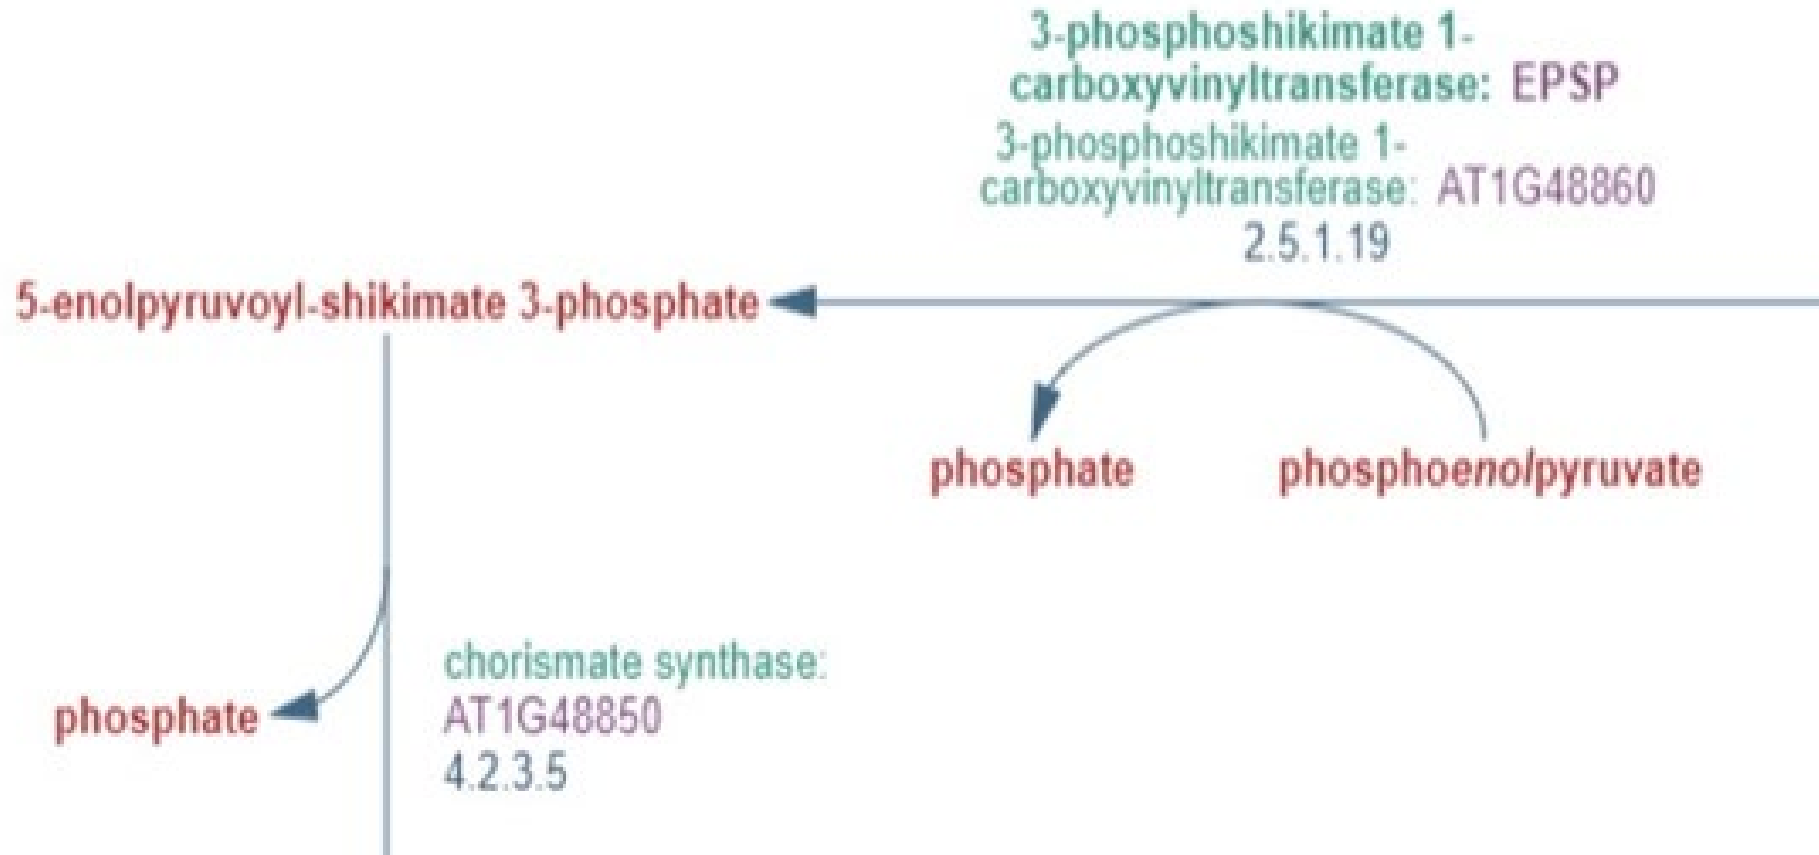 3-phosphoshikimate 1-
carboxyvinyltransferase: EPSP
3-phosphoshikimate 1-
carboxyvinyltransferase: AT1G48860
2.5.1.19
5-enolpyruvoyl-shikimate 3-phosphate
phosphate phosphoenolpyruvate
chorismate synthase:
phosphate AT1G48850
4.2.3.5